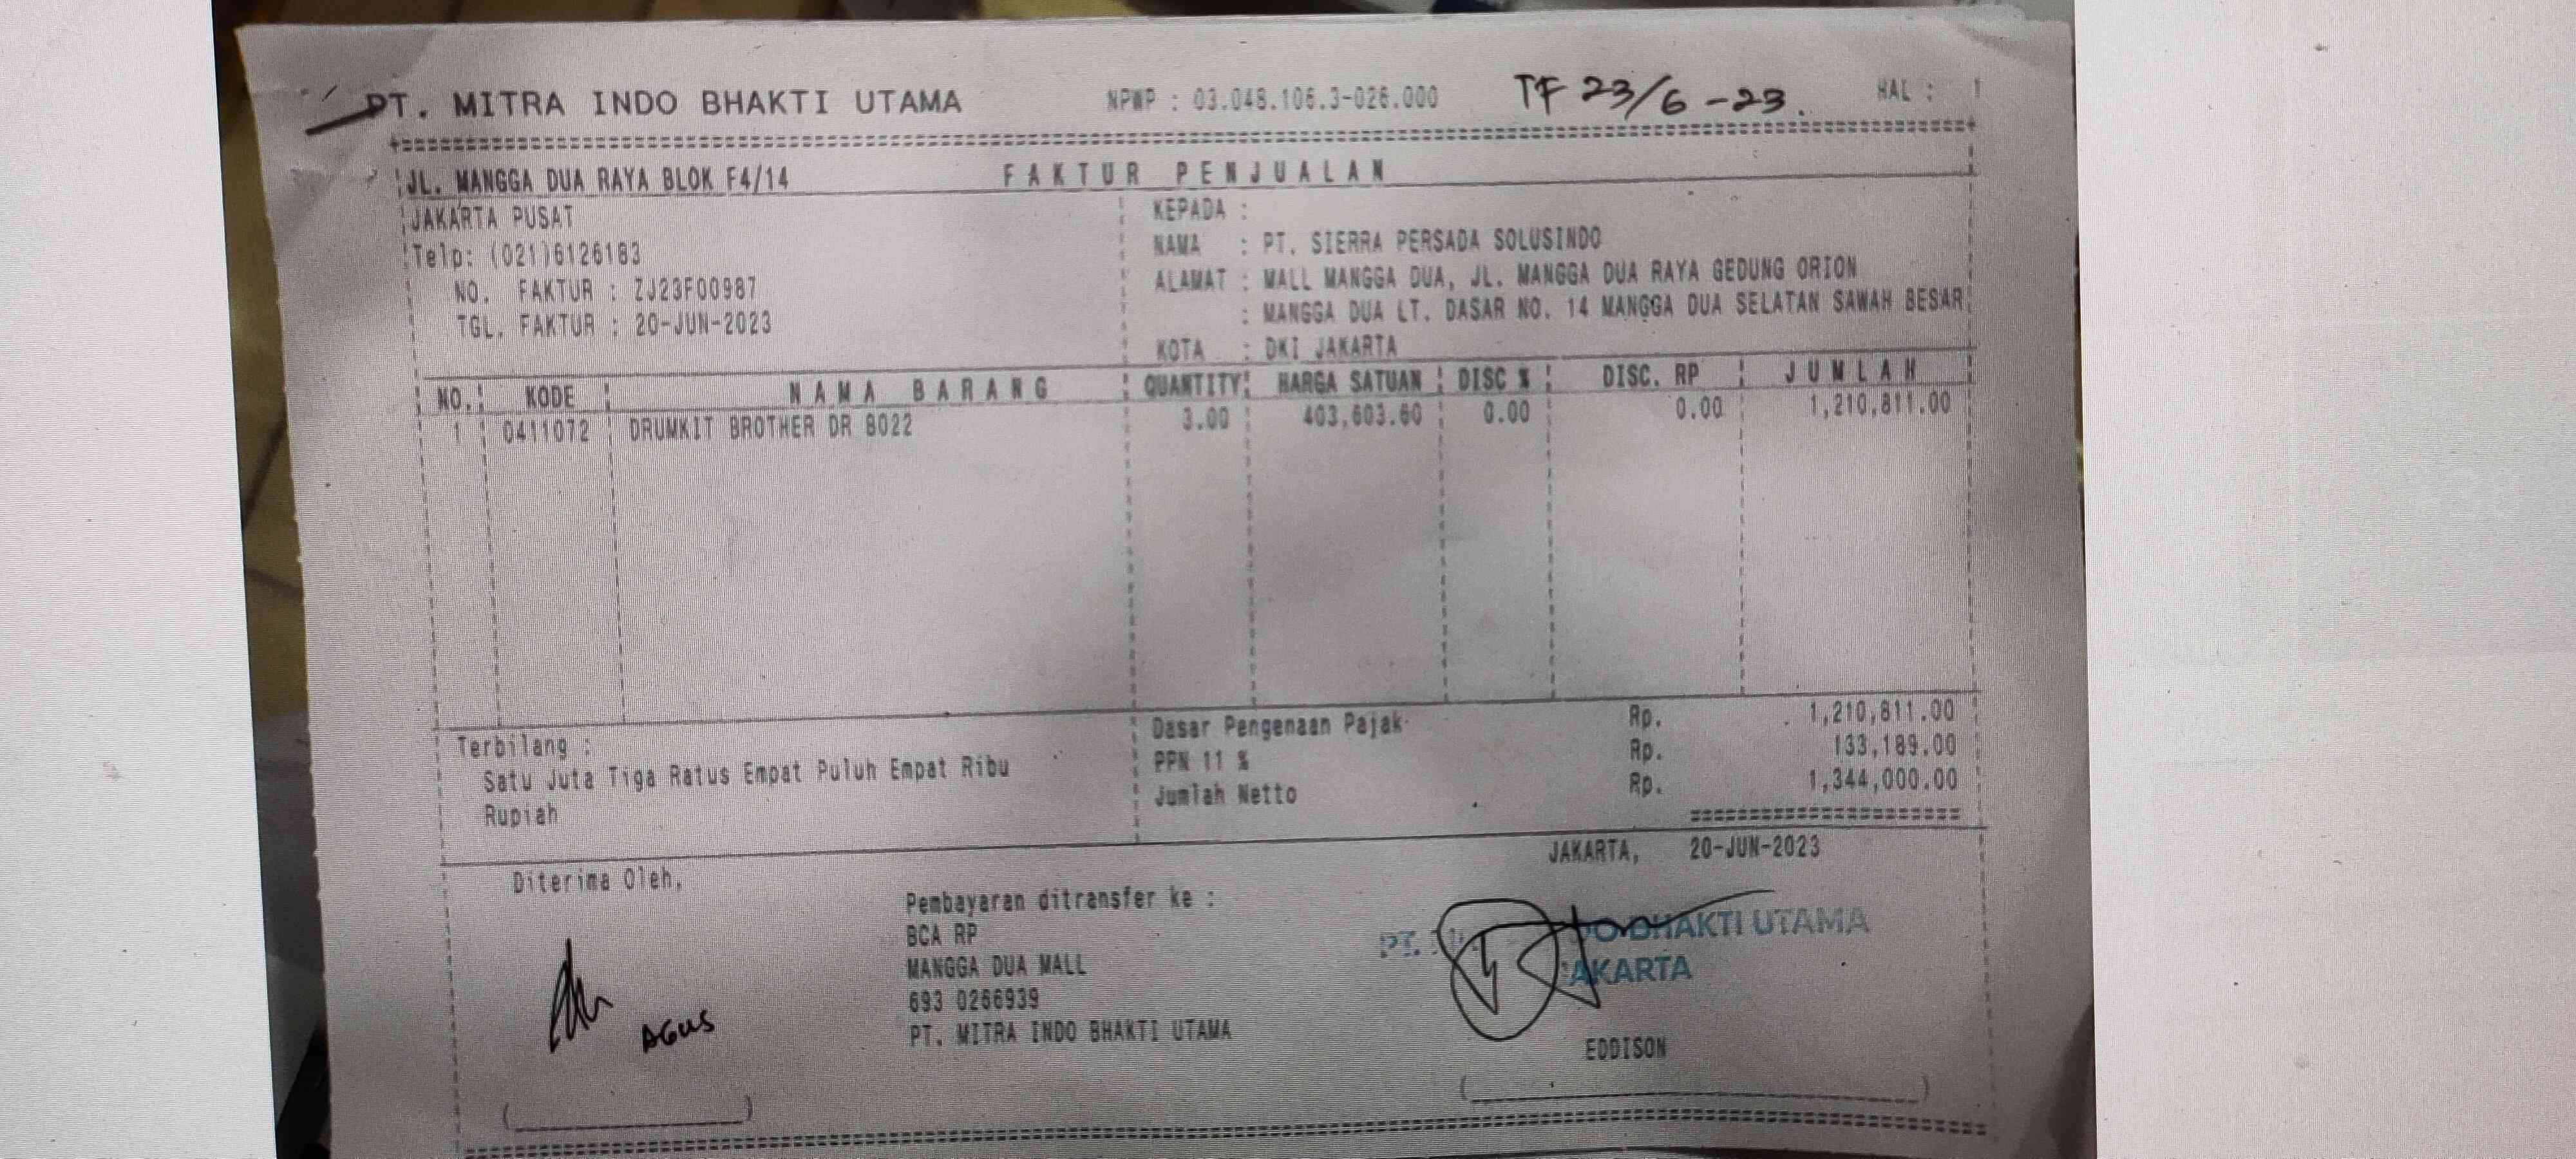 PT. MITRA INDO BHAKTI UTAMA NPWP : 03.048.106.3-026.000 TF 23/6-23. HAL : 1
JL. MANGGA DUA RAYA BLOK F4/14 FAKTUR PENJUALAN
JAKARTA PUSAT
Telp: (021)6126183
NO. FAKTUR : ZJ23F00987
TGL. FAKTUR : 20-JUN-2023
KEPADA :
NAMA : PT. SIERRA PERSADA SOLUSINDO
ALAMAT : MALL MANGGA DUA, JL. MANGGA DUA RAYA GEDUNG ORION
: MANGGA DUA LT. DASAR NO. 14 MANGGA DUA SELATAN SAWAH BESAR
KOTA : DKI JAKARTA
NO. KODE NAMA BARANG QUANTITY HARGA SATUAN DISC % DISC. RP JUMLAH
1 0411072 DRUMKIT BROTHER DR 8022 3.00 403,603.60 0.00 0.00 1,210,811.00
Terbilang :
Satu Juta Tiga Ratus Empat Puluh Empat Ribu
Rupiah
Dasar Pengenaan Pajak Rp. 1,210,811.00
PPN 11 % Rp. 133,189.00
Jumlah Netto Rp. 1,344,000.00
JAKARTA, 20-JUN-2023
Diterima Oleh,
AGUS
Pembayaran ditransfer ke :
BCA RP
MANGGA DUA MALL
693 0266939
PT. MITRA INDO BHAKTI UTAMA
PT. BHAKTI UTAMA
AKARTA
EDDISON